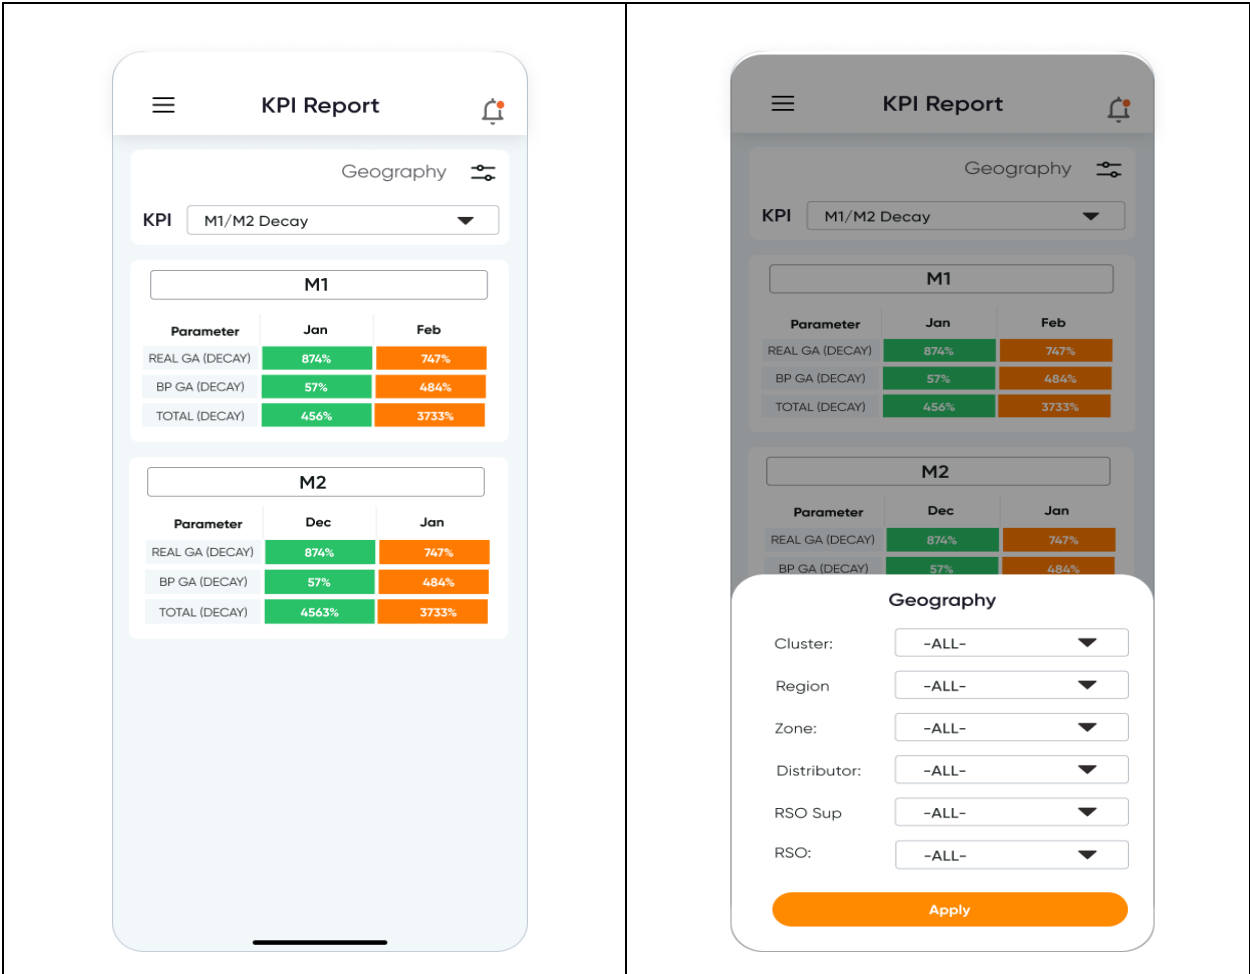 KPI Report
Geography
KPI M1/M2 Decay
M1
Parameter Jan Feb
REAL GA (DECAY) 874% 747%
BP GA (DECAY) 57% 484%
TOTAL (DECAY) 456% 3733%
M2
Parameter Dec Jan
REAL GA (DECAY) 874% 747%
BP GA (DECAY) 57% 484%
TOTAL (DECAY) 4563% 3733%
KPI Report
Geography
KPI M1/M2 Decay
M1
Parameter Jan Feb
REAL GA (DECAY) 874% 747%
BP GA (DECAY) 57% 484%
TOTAL (DECAY) 456% 3733%
M2
Parameter Dec Jan
REAL GA (DECAY) 874% 747%
BP GA (DECAY) 57% 484%
Geography
Cluster: -ALL-
Region -ALL-
Zone: -ALL-
Distributor: -ALL-
RSO Sup -ALL-
RSO: -ALL-
Apply